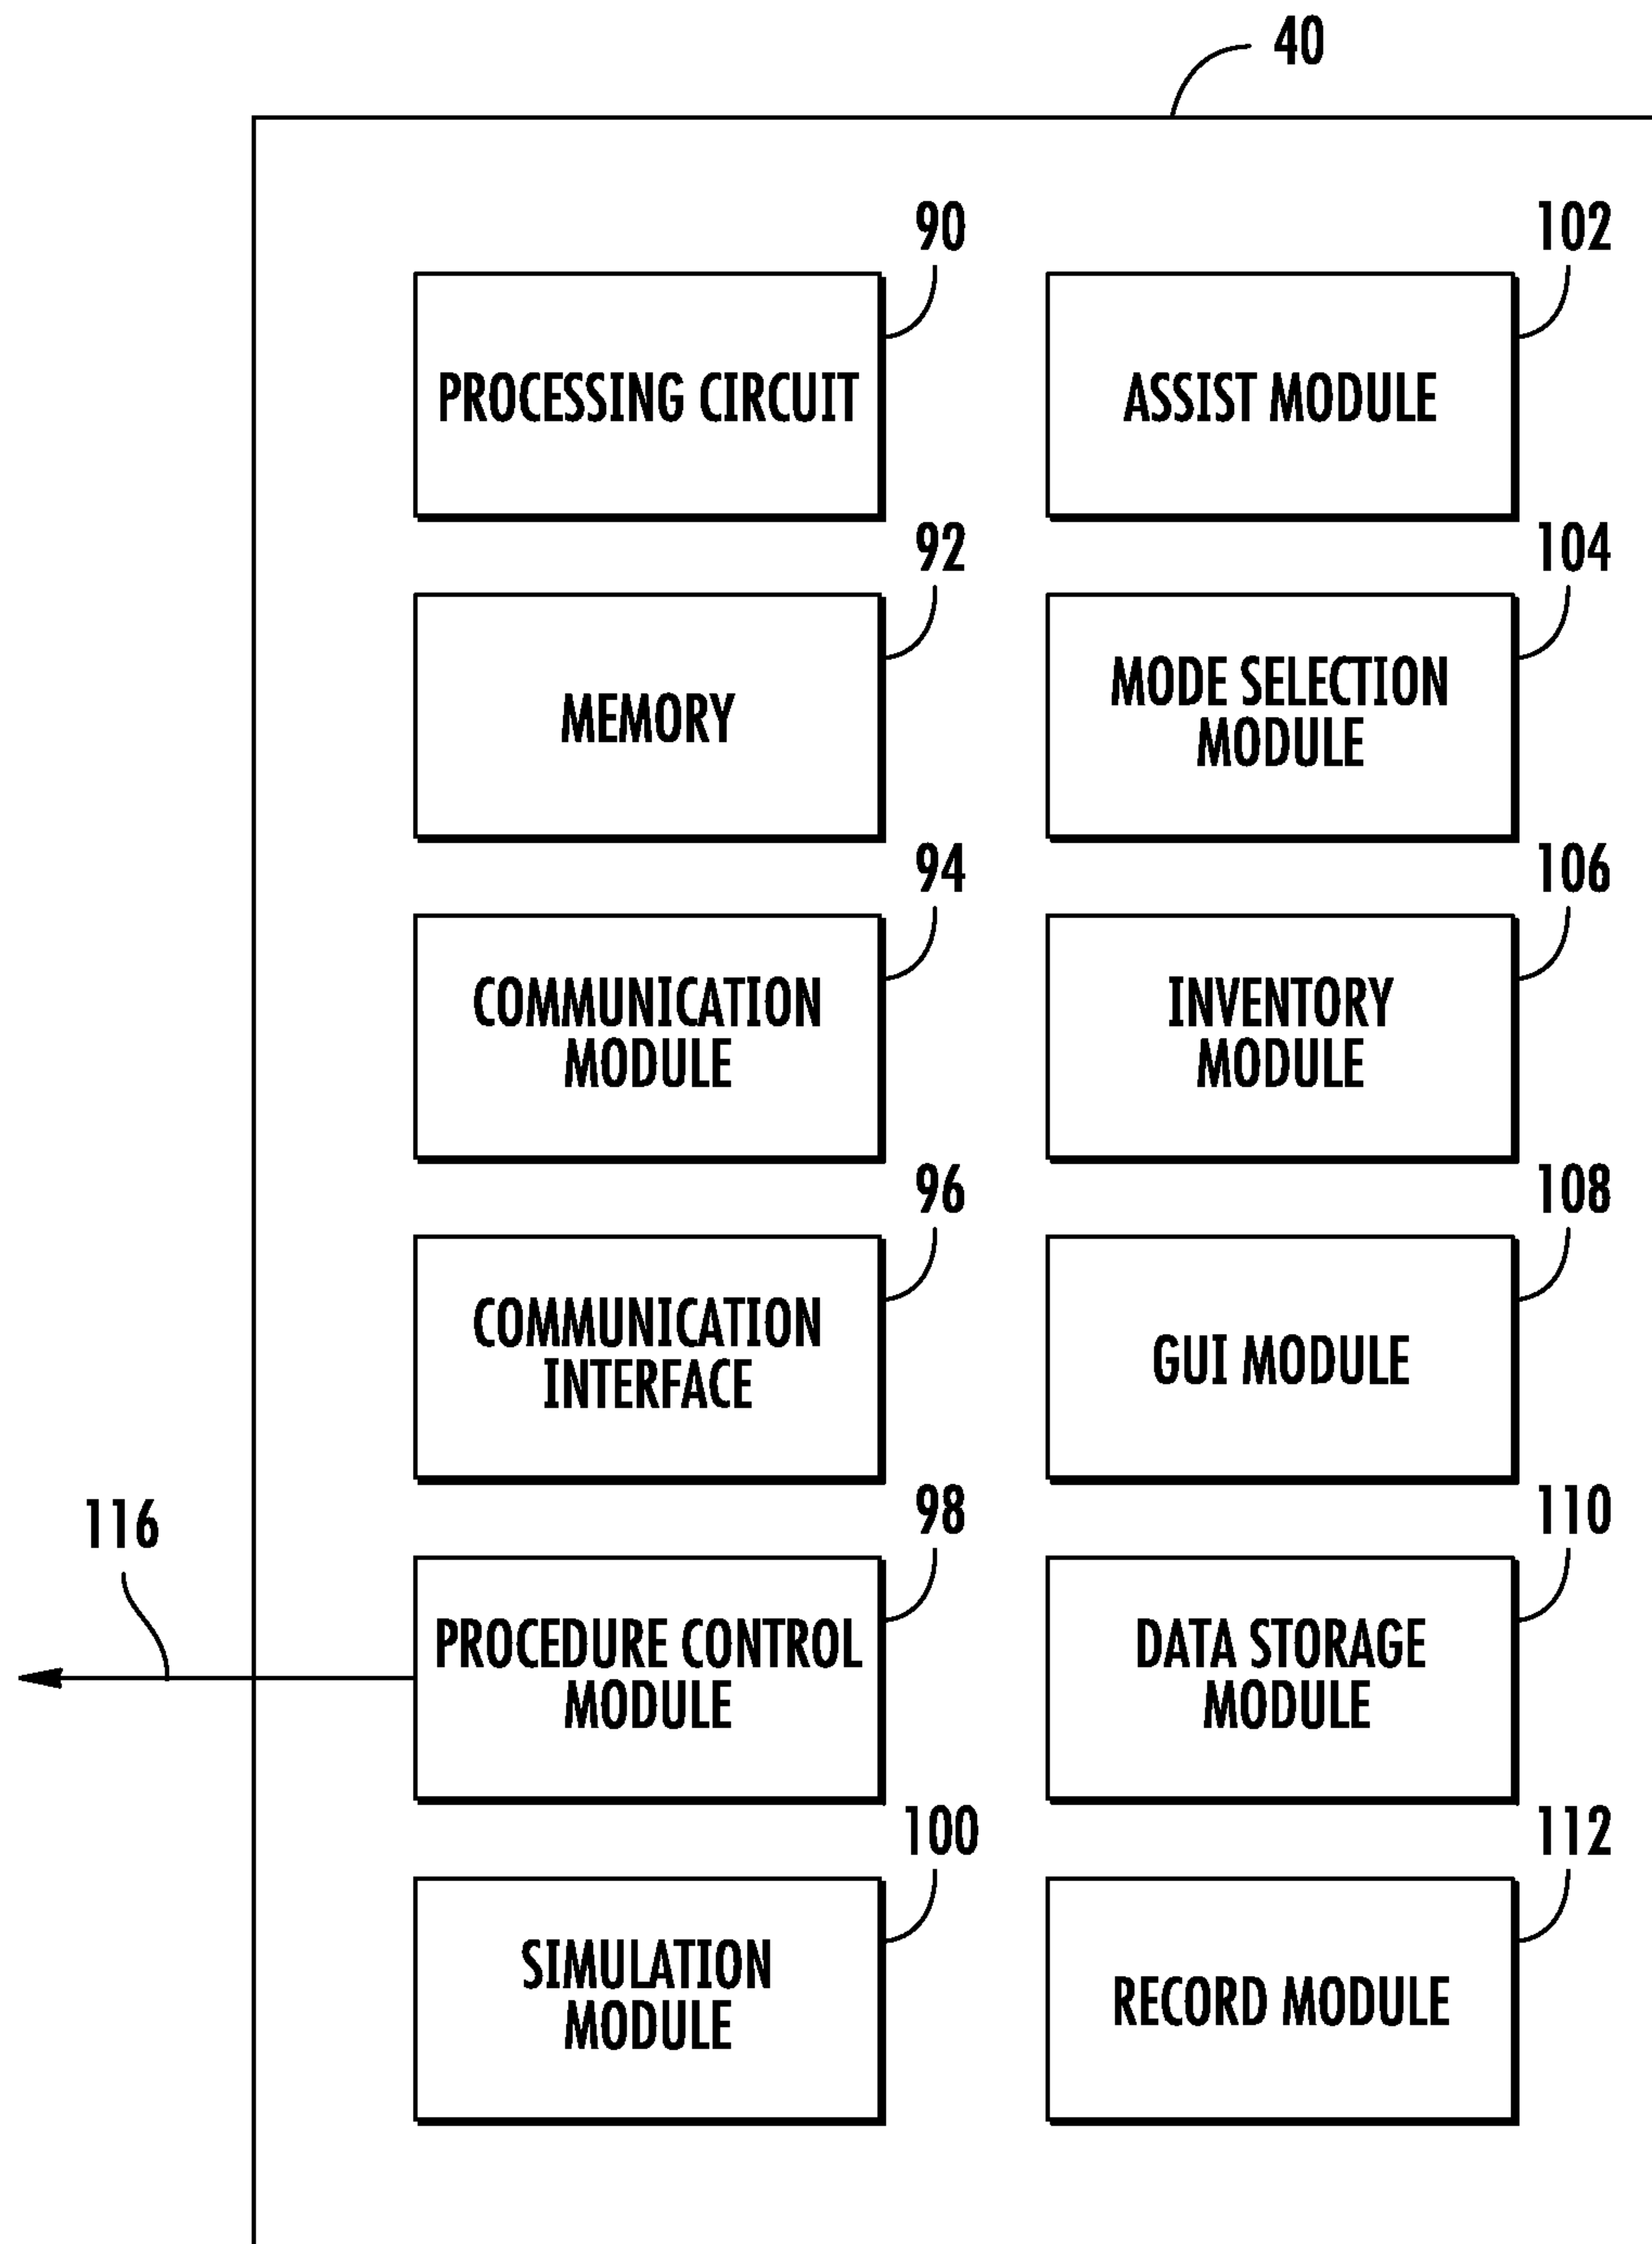 40
90
102
PROCESSING CIRCUIT
ASSIST MODULE
92
104
MEMORY
MODE SELECTION
MODULE
94
106
COMMUNICATION
MODULE
INVENTORY
MODULE
96
108
COMMUNICATION
INTERFACE
GUI MODULE
116
98
110
PROCEDURE CONTROL
MODULE
DATA STORAGE
MODULE
100
112
SIMULATION
MODULE
RECORD MODULE